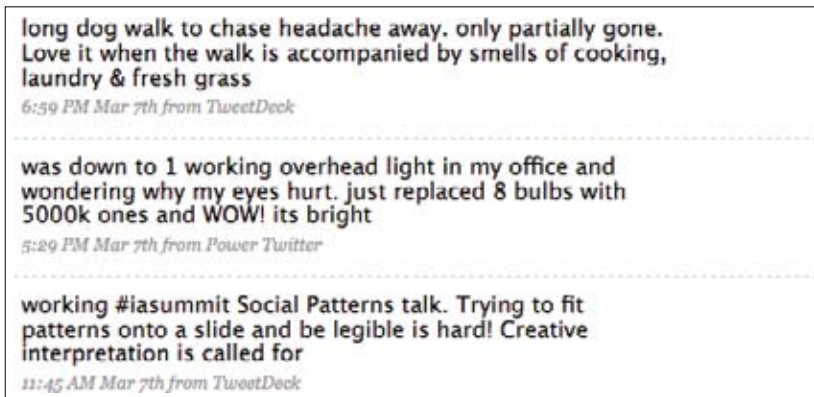 long dog walk to chase headache away. only partially gone.
Love it when the walk is accompanied by smells of cooking,
laundry & fresh grass
6:59 PM Mar 7th from TweetDeck
was down to 1 working overhead light in my office and
wondering why my eyes hurt. just replaced 8 bulbs with
5000k ones and WOW! its bright
5:29 PM Mar 7th from Power Twitter
working #iasummit Social Patterns talk. Trying to fit
patterns onto a slide and be legible is hard! Creative
interpretation is called for
11:45 AM Mar 7th from TweetDeck